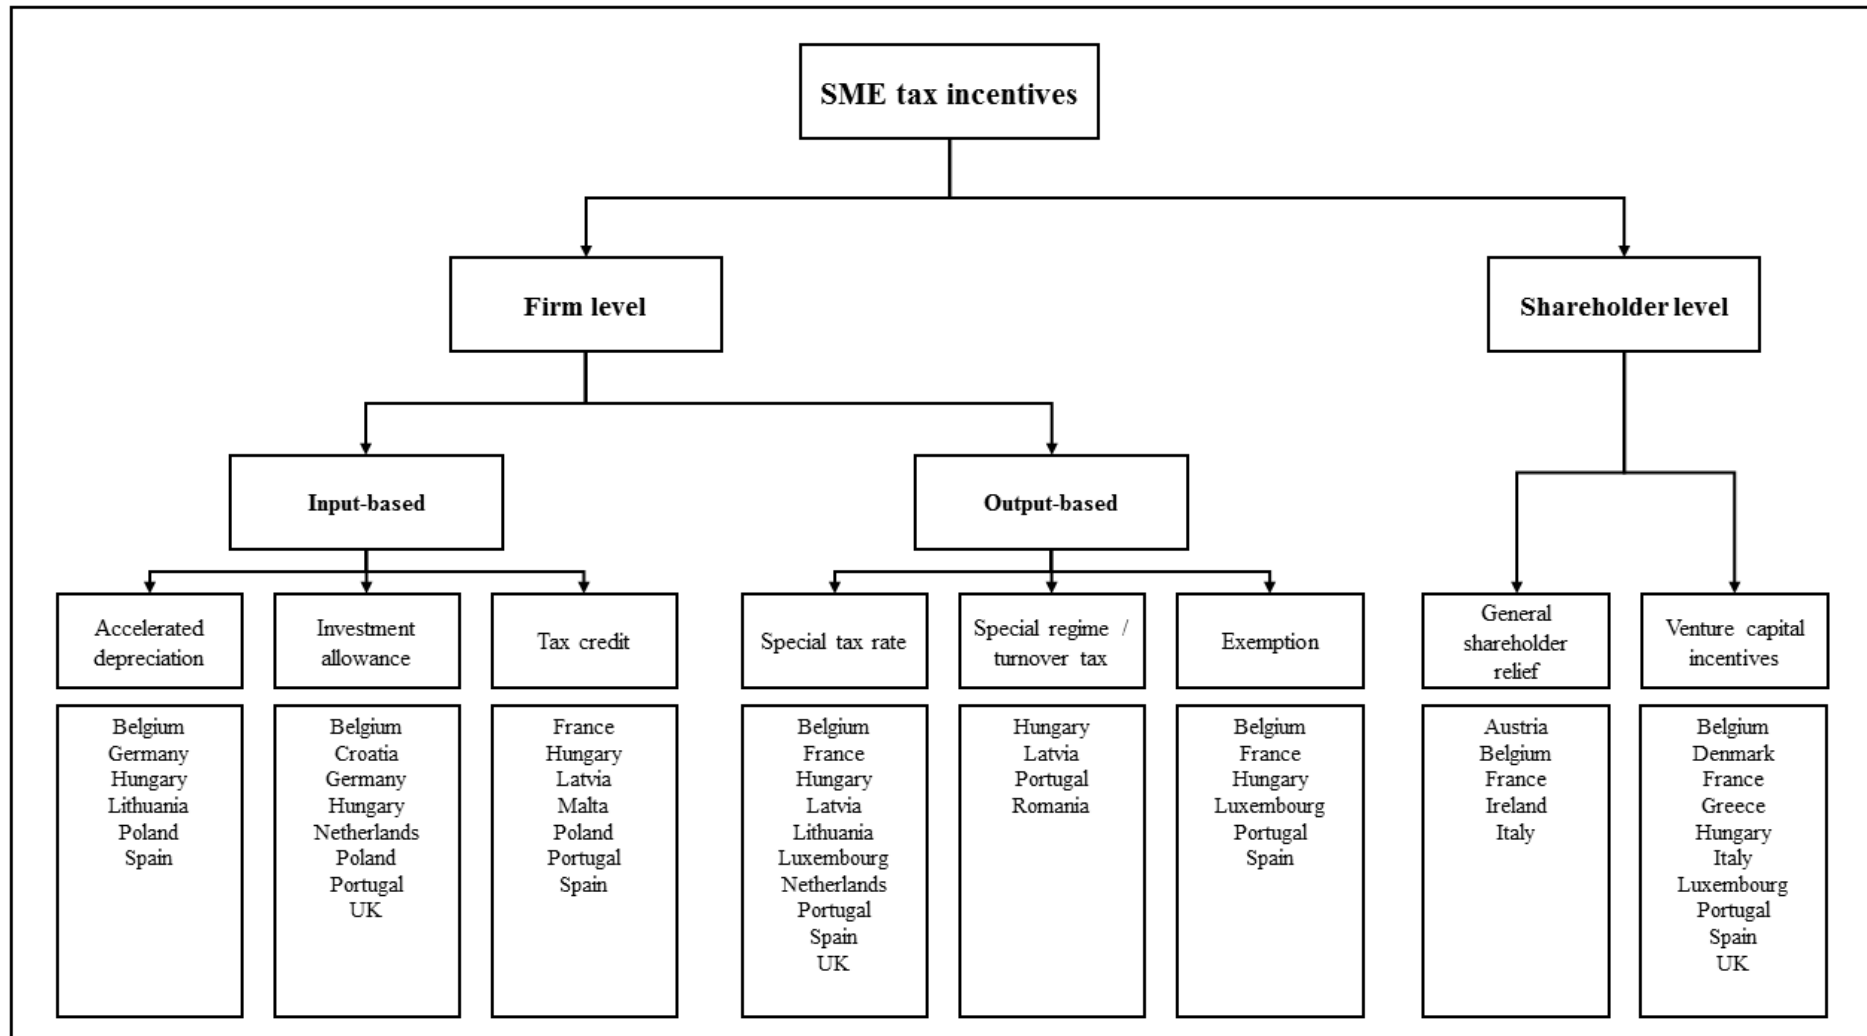 SME tax incentives
Firm level
Shareholder level
Input-based
Output-based
Accelerated
depreciation
Investment
allowance
Tax credit
Special tax rate
Special regime /
turnover tax
Exemption
General
shareholder
relief
Venture capital
incentives
Belgium
Germany
Hungary
Lithuania
Poland
Spain
Belgium
Croatia
Germany
Hungary
Netherlands
Poland
Portugal
UK
France
Hungary
Latvia
Malta
Poland
Portugal
Spain
Belgium
France
Hungary
Latvia
Lithuania
Luxembourg
Netherlands
Portugal
Spain
UK
Hungary
Latvia
Portugal
Romania
Belgium
France
Hungary
Luxembourg
Portugal
Spain
Austria
Belgium
France
Ireland
Italy
Belgium
Denmark
France
Greece
Hungary
Italy
Luxembourg
Portugal
Spain
UK